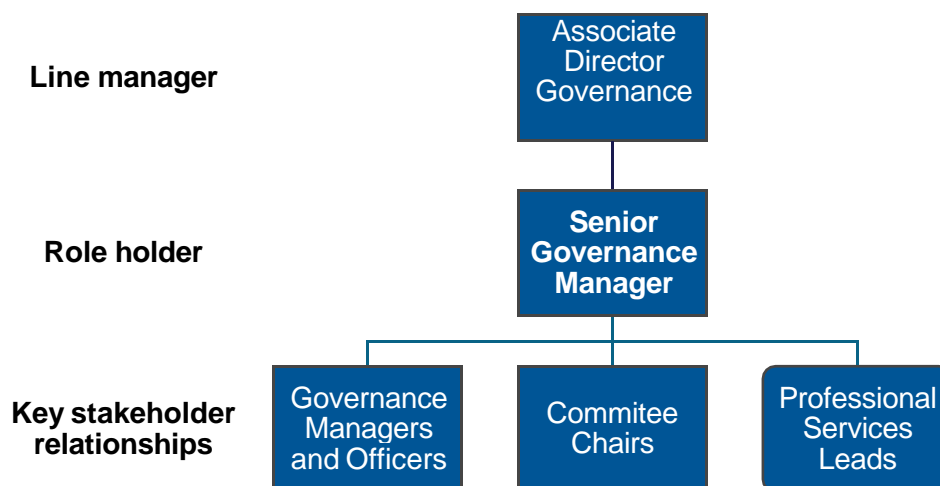 Line manager
Associate
Director
Governance
Role holder
Senior
Governance
Manager
Key stakeholder
relationships
Governance
Managers
and Officers
Commitee
Chairs
Professional
Services
Leads